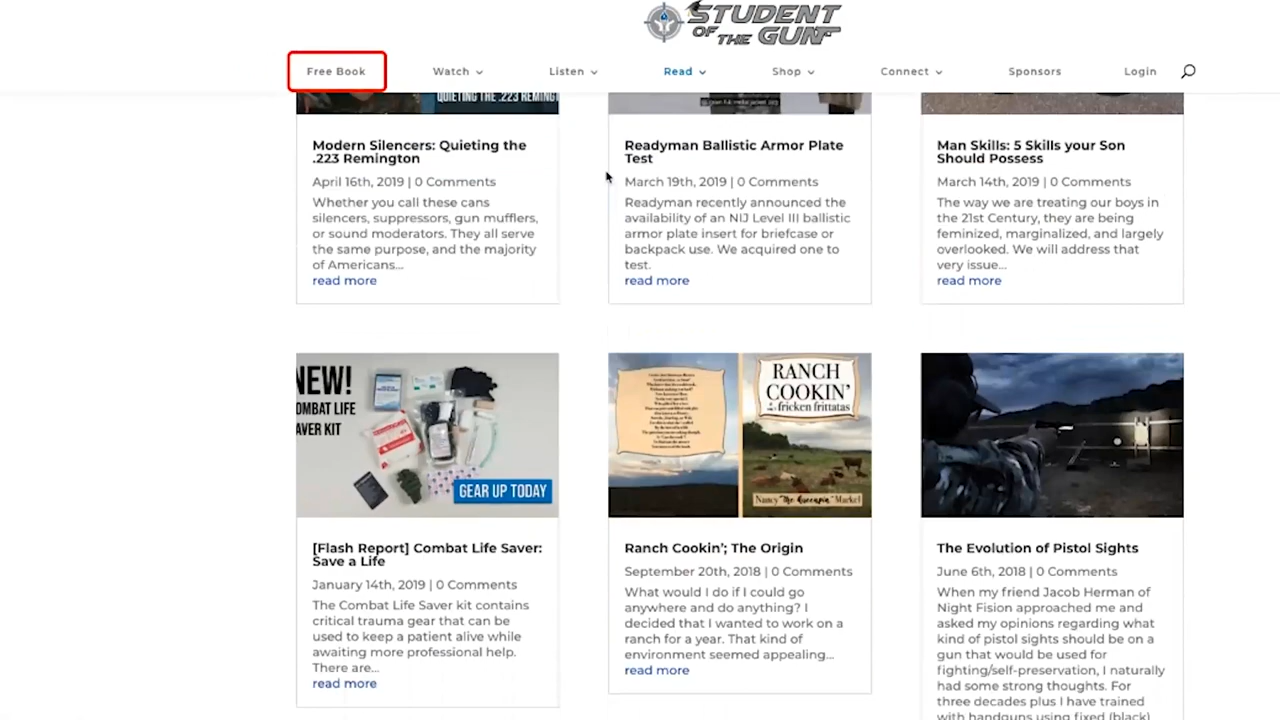 STUDENT
OF THE GUN
Free Book
Watch
Listen
Read
Shop
Connect
Sponsors
Login
QUIETING THE .223 REMINGT
Modern Silencers: Quieting the
.223 Remington
April 16th, 2019 | 0 Comments
Whether you call these cans
silencers, suppressors, gun mufflers,
or sound moderators. They all serve
the same purpose, and the majority
of Americans...
read more
Readyman Ballistic Armor Plate
Test
March 19th, 2019 | 0 Comments
Readyman recently announced the
availability of an NIJ Level III ballistic
armor plate insert for briefcase or
backpack use. We acquired one to
test.
read more
Man Skills: 5 Skills your Son
Should Possess
March 14th, 2019 | 0 Comments
The way we are treating our boys in
the 21st Century, they are being
feminized, marginalized, and largely
overlooked. We will address that
very issue...
read more
NEW!
OMBAT LIFE
AVER KIT
GEAR UP TODAY
[Flash Report] Combat Life Saver:
Save a Life
January 14th, 2019 | 0 Comments
The Combat Life Saver kit contains
critical trauma gear that can be
used to keep a patient alive while
awaiting more professional help.
There are...
read more
RANCH
COOKIN'
fricken frittatas
Nancy "The Queenpin" Markel
Ranch Cookin'; The Origin
September 20th, 2018 | 0 Comments
What would I do if I could go
anywhere and do anything? I
decided that I wanted to work on a
ranch for a year. That kind of
environment seemed appealing...
read more
The Evolution of Pistol Sights
June 6th, 2018 | 0 Comments
When my friend Jacob Herman of
Night Fision approached me and
asked my opinions regarding what
kind of pistol sights should be on a
gun that would be used for
fighting/self-preservation, I naturally
had some strong thoughts. For
three decades plus I have trained
with handguns using fixed (black)